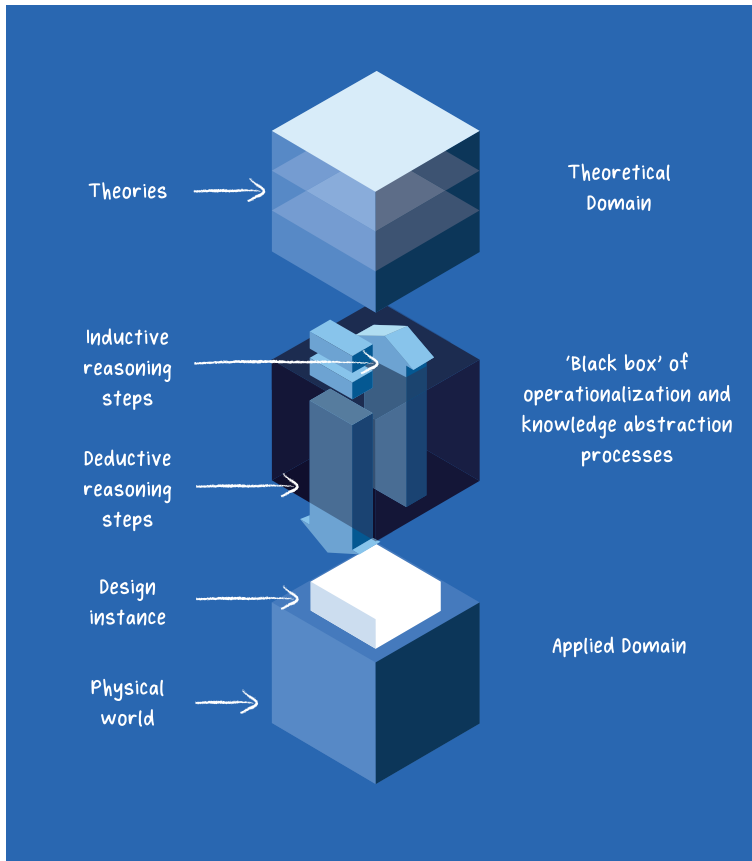 Theories
Theoretical
Domain
Inductive
reasoning
steps
'Black box' of
operationalization and
knowledge abstraction
processes
Deductive
reasoning
steps
Design
instance
Applied Domain
Physical
world